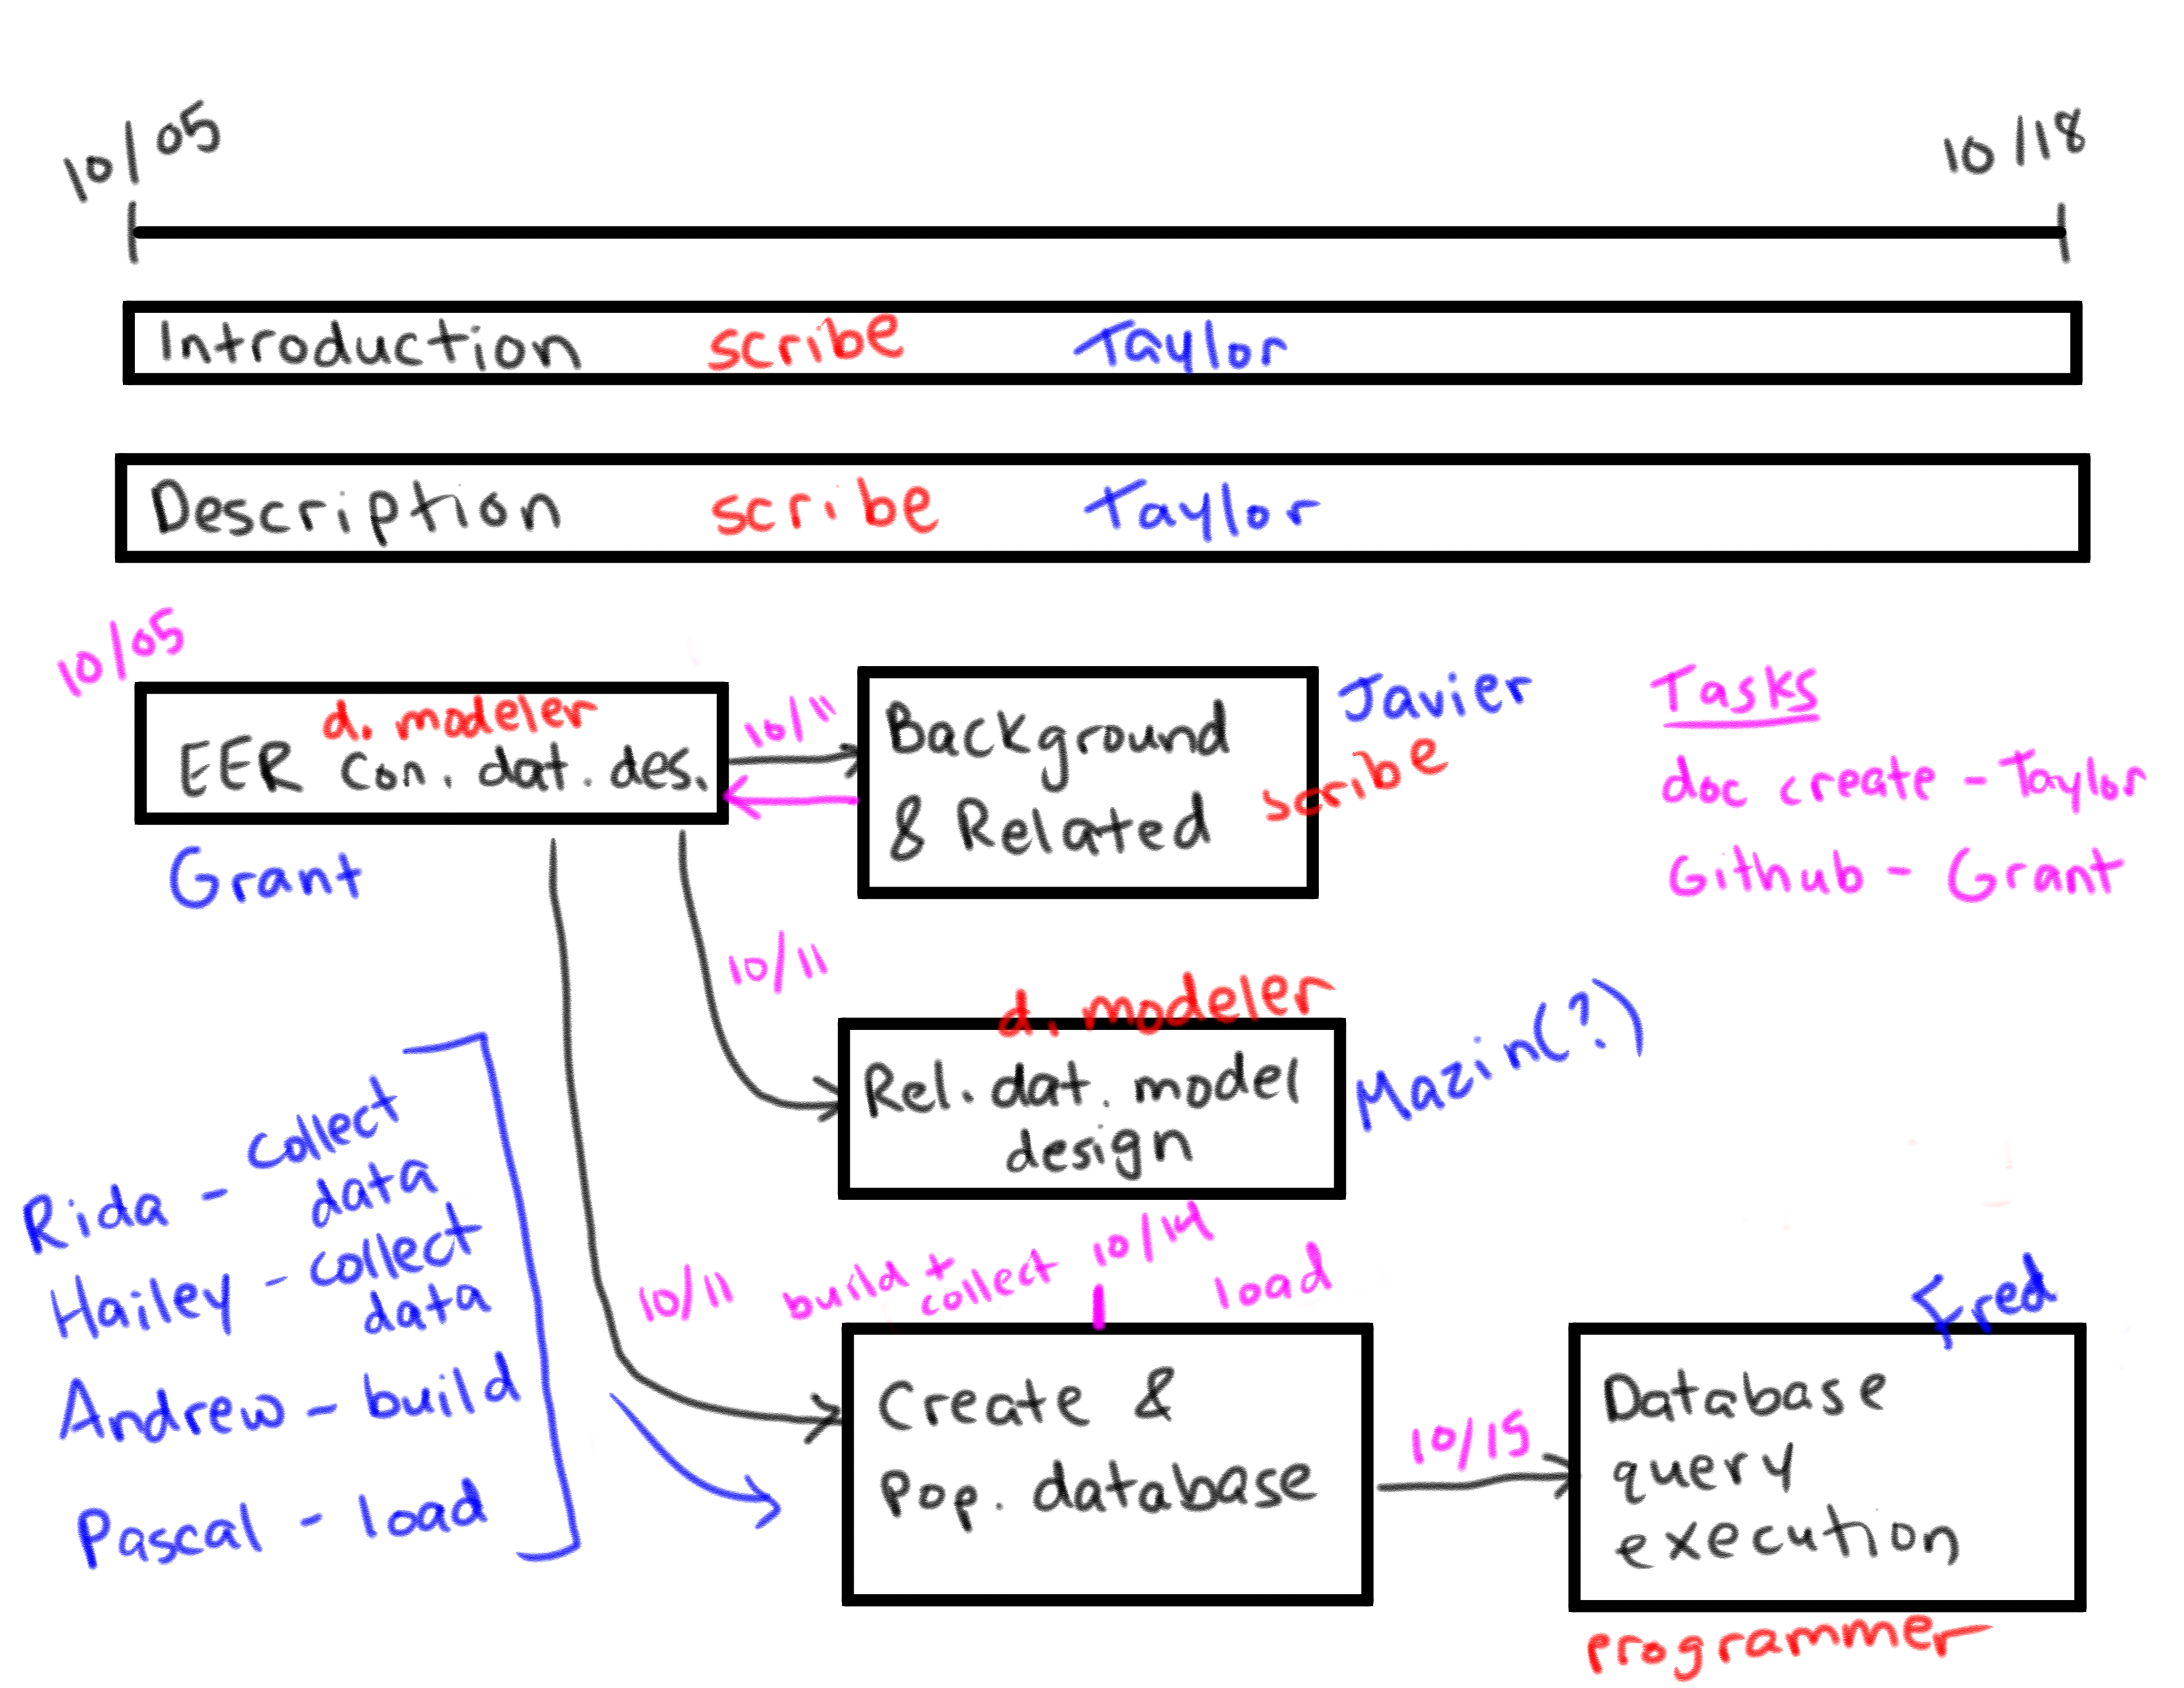 10/05
10/18
Introduction scribe Taylor
Description scribe Taylor
10/05
d. modeler
EER con. dat. des.
Grant
10/11
Background
& Related
Javier
scribe
Tasks
doc create - Taylor
Github - Grant
10/11
d. modeler
Rel. dat. model
design
Mazin(?)
Rida - collect
data
Hailey - collect
data
Andrew - build
Pascal - load
10/11 build + collect 10/14 load
Create &
Pop. database
10/15
Fred
Database
query
execution
programmer